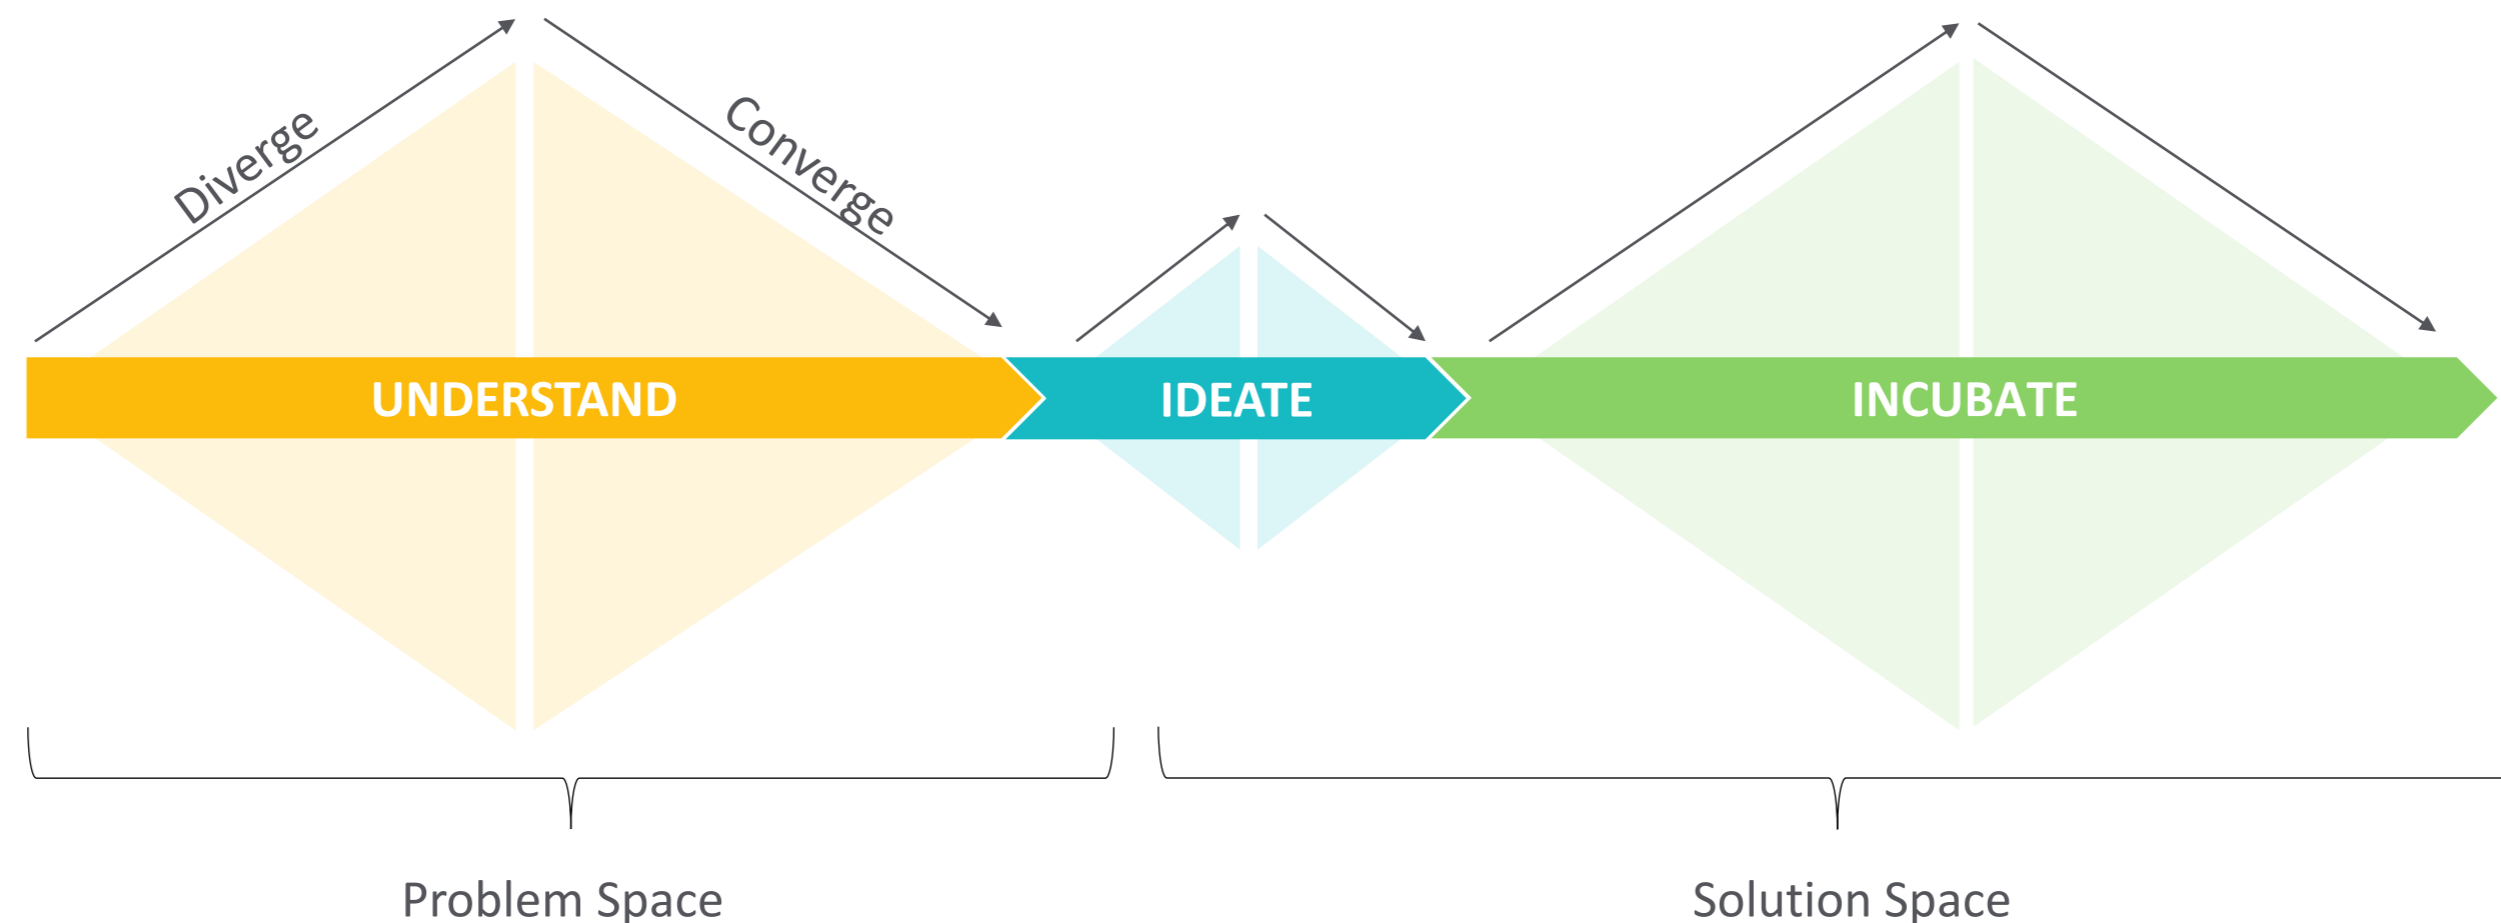 Diverge
Converge
UNDERSTAND
IDEATE
INCUBATE
Problem Space
Solution Space